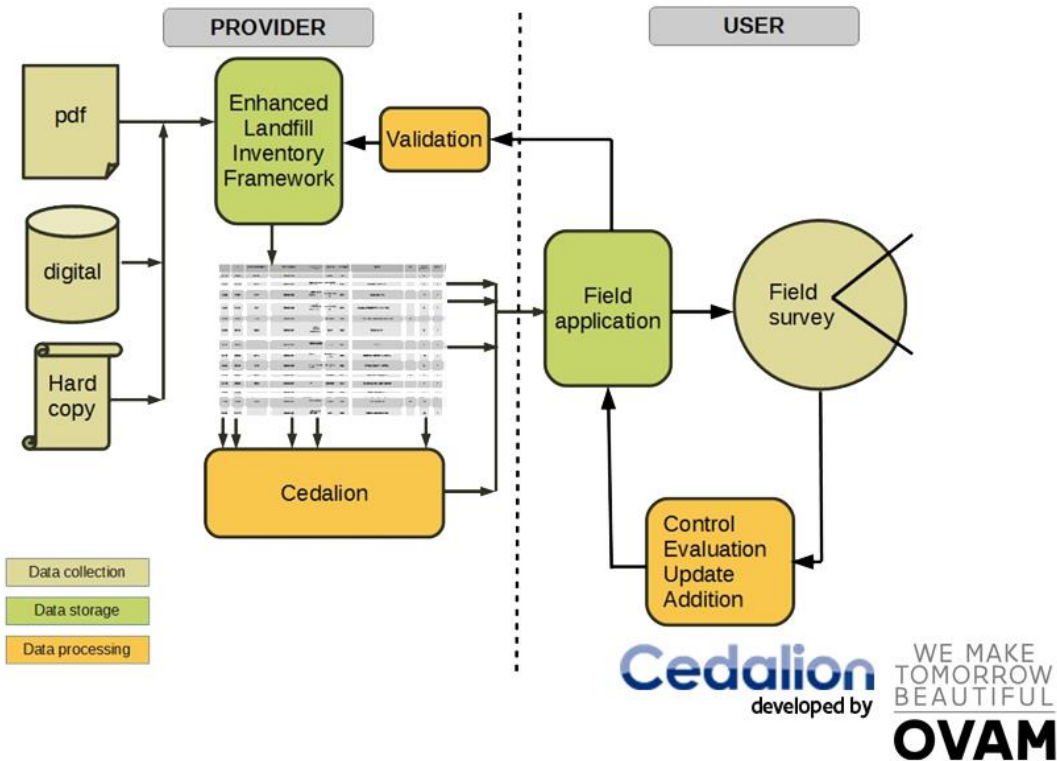 PROVIDER
USER
pdf
digital
Hard
copy
Enhanced
Landfill
Inventory
Framework
Validation
Cedalion
Field
application
Field
survey
Control
Evaluation
Update
Addition
Data collection
Data storage
Data processing
Cedalion
developed by
WE MAKE
TOMORROW
BEAUTIFUL
OVAM